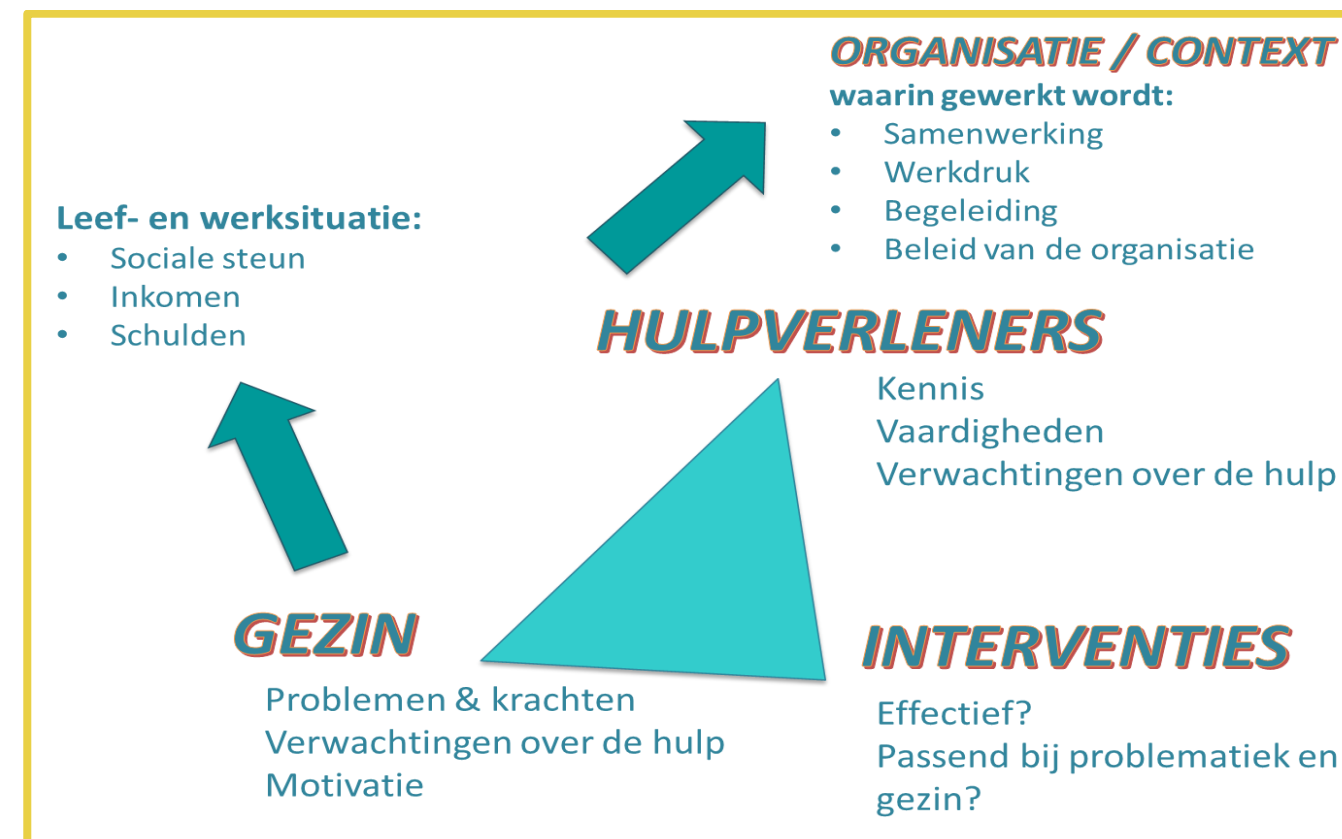 ORGANISATIE / CONTEXT
waarin gewerkt wordt:
• Samenwerking
• Werkdruk
• Begeleiding
• Beleid van de organisatie
Leef- en werksituatie:
• Sociale steun
• Inkomen
• Schulden
HULPVERLENERS
Kennis
Vaardigheden
Verwachtingen over de hulp
GEZIN
Problemen & krachten
Verwachtingen over de hulp
Motivatie
INTERVENTIES
Effectief?
Passend bij problematiek en
gezin?